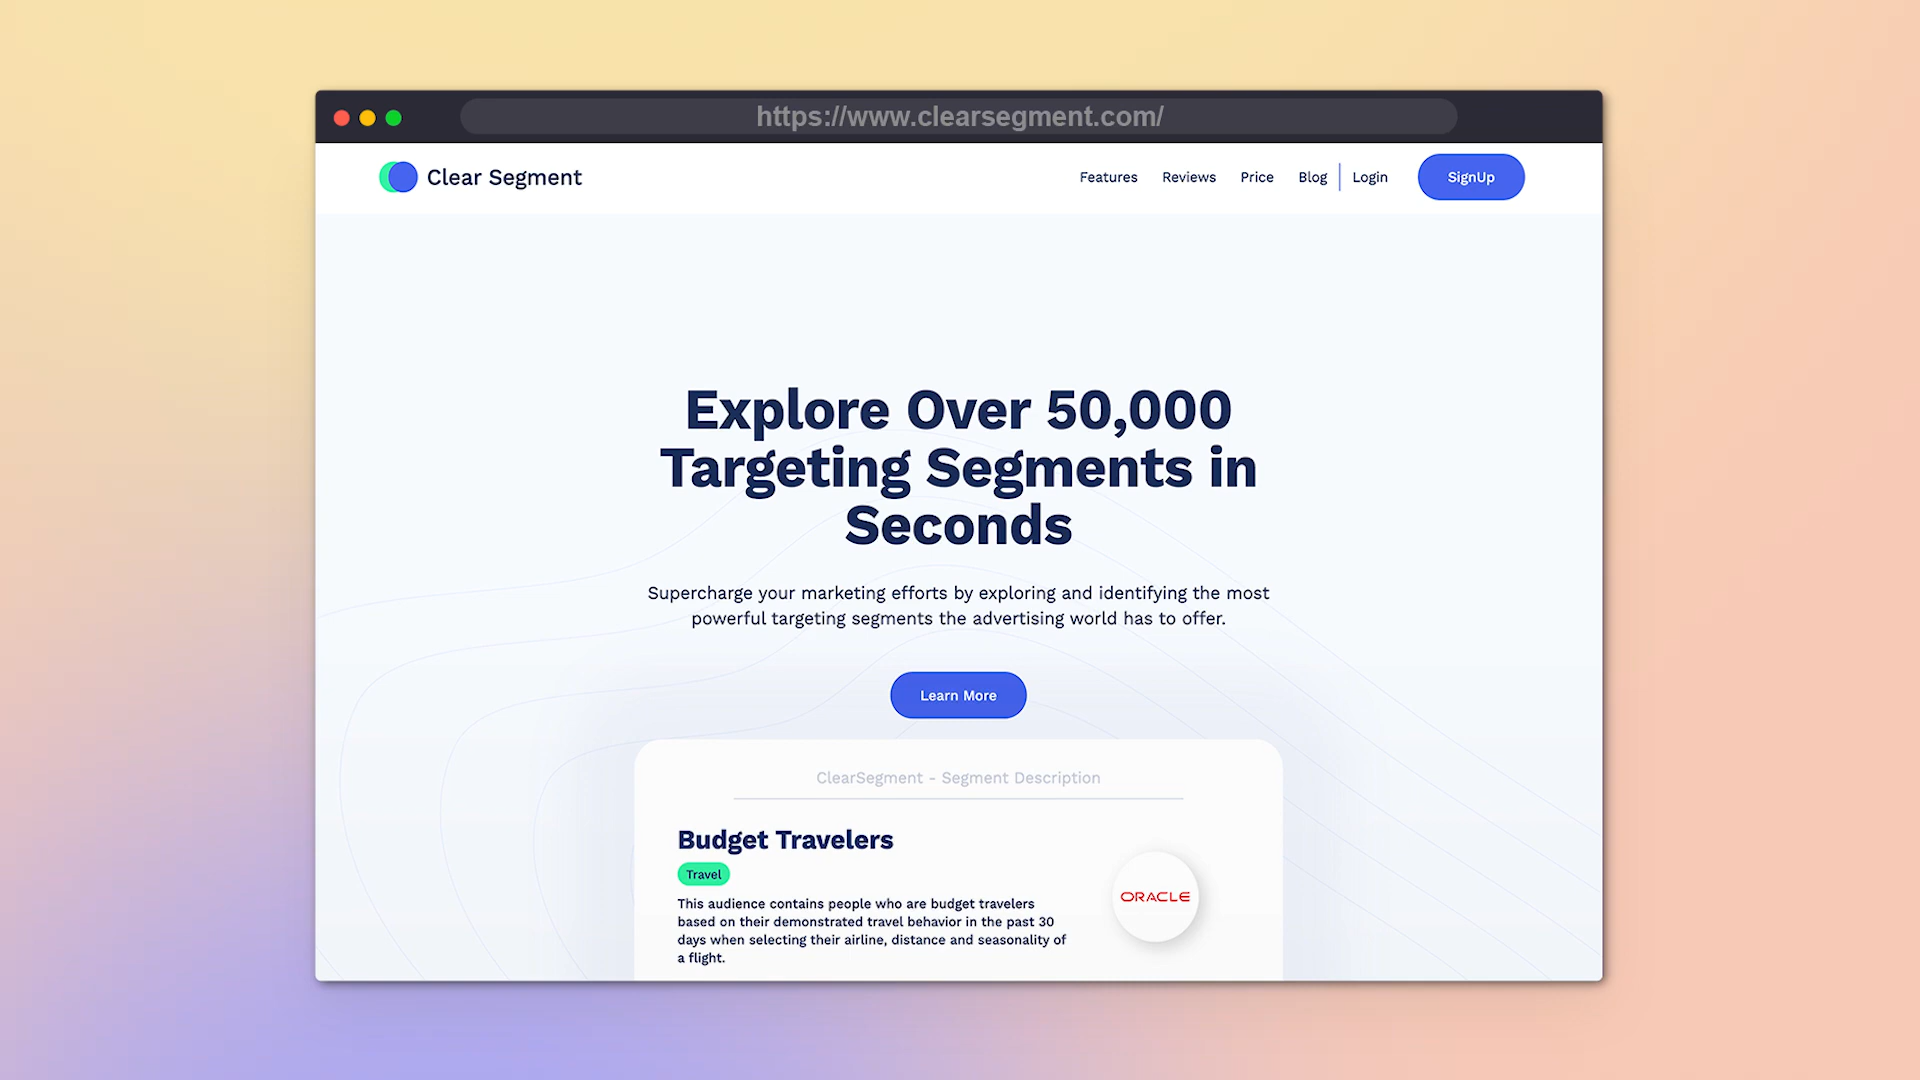 https://www.clearsegment.com/
Clear Segment
Features
Reviews
Price
Blog
Login
SignUp
Explore Over 50,000
Targeting Segments in
Seconds
Supercharge your marketing efforts by exploring and identifying the most
powerful targeting segments the advertising world has to offer.
Learn More
ClearSegment - Segment Description
Budget Travelers
Travel
This audience contains people who are budget travelers
based on their demonstrated travel behavior in the past 30
days when selecting their airline, distance and seasonality of
a flight.
ORACLE